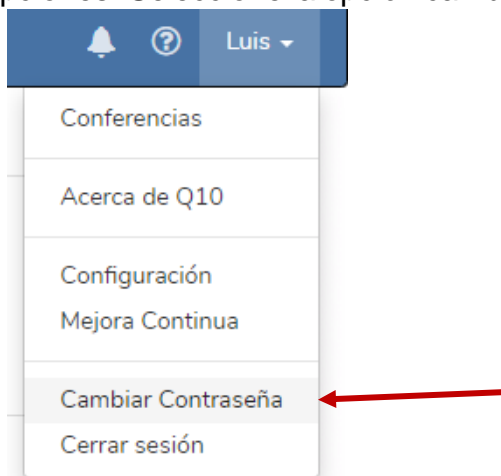 Luis
Conferencias
Acerca de Q10
Configuración
Mejora Continua
Cambiar Contraseña
Cerrar sesión